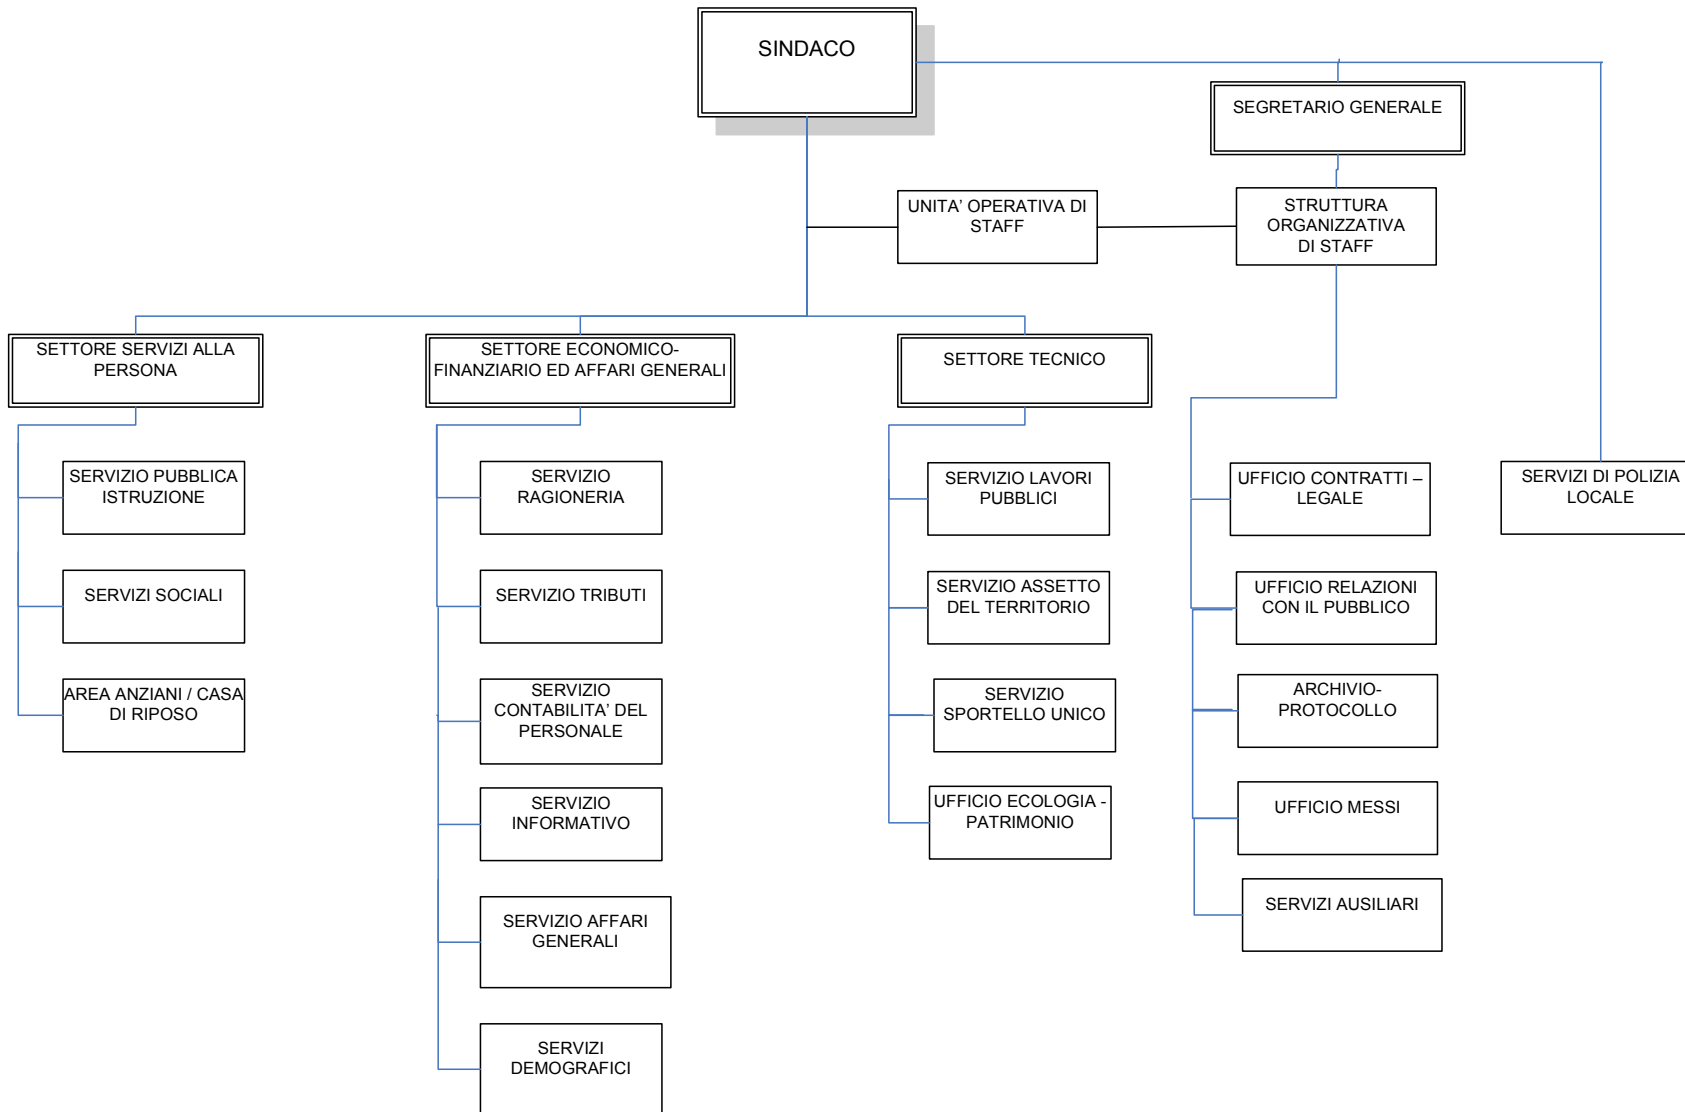 SINDACO
SEGRETARIO GENERALE
UNITA’ OPERATIVA DI
STAFF
STRUTTURA
ORGANIZZATIVA
DI STAFF
SETTORE SERVIZI ALLA
PERSONA
SETTORE ECONOMICO-
FINANZIARIO ED AFFARI GENERALI
SETTORE TECNICO
SERVIZIO PUBBLICA
ISTRUZIONE
SERVIZI SOCIALI
AREA ANZIANI / CASA
DI RIPOSO
SERVIZIO
RAGIONERIA
SERVIZIO TRIBUTI
SERVIZIO
CONTABILITA’ DEL
PERSONALE
SERVIZIO
INFORMATIVO
SERVIZIO AFFARI
GENERALI
SERVIZI
DEMOGRAFICI
SERVIZIO LAVORI
PUBBLICI
SERVIZIO ASSETTO
DEL TERRITORIO
SERVIZIO
SPORTELLO UNICO
UFFICIO ECOLOGIA -
PATRIMONIO
UFFICIO CONTRATTI –
LEGALE
UFFICIO RELAZIONI
CON IL PUBBLICO
ARCHIVIO-
PROTOCOLLO
UFFICIO MESSI
SERVIZI AUSILIARI
SERVIZI DI POLIZIA
LOCALE